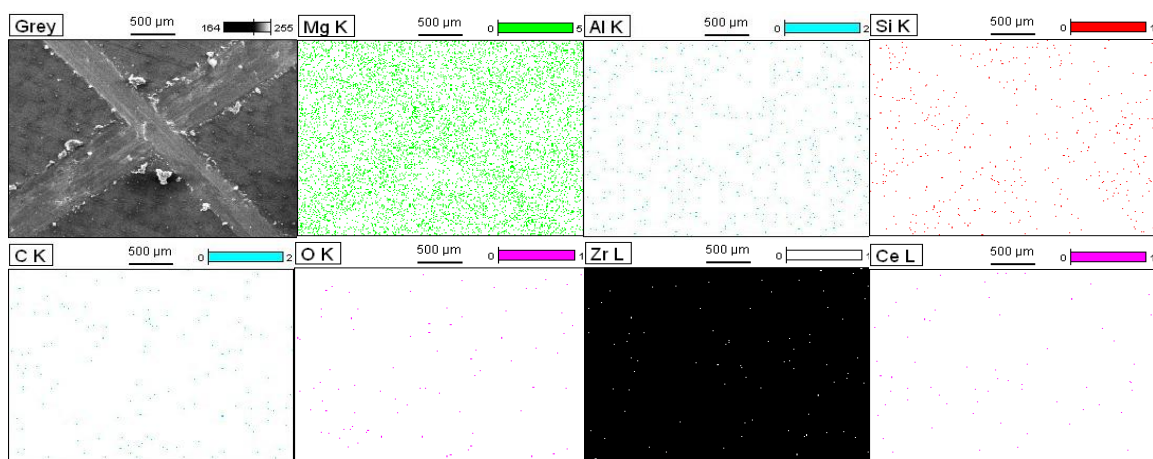 Grey 500 µm 164 255
Mg K 500 µm 0 5
Al K 500 µm 0 2
Si K 500 µm 0 1
C K 500 µm 0 2
O K 500 µm 0 1
Zr L 500 µm 0 1
Ce L 500 µm 0 1